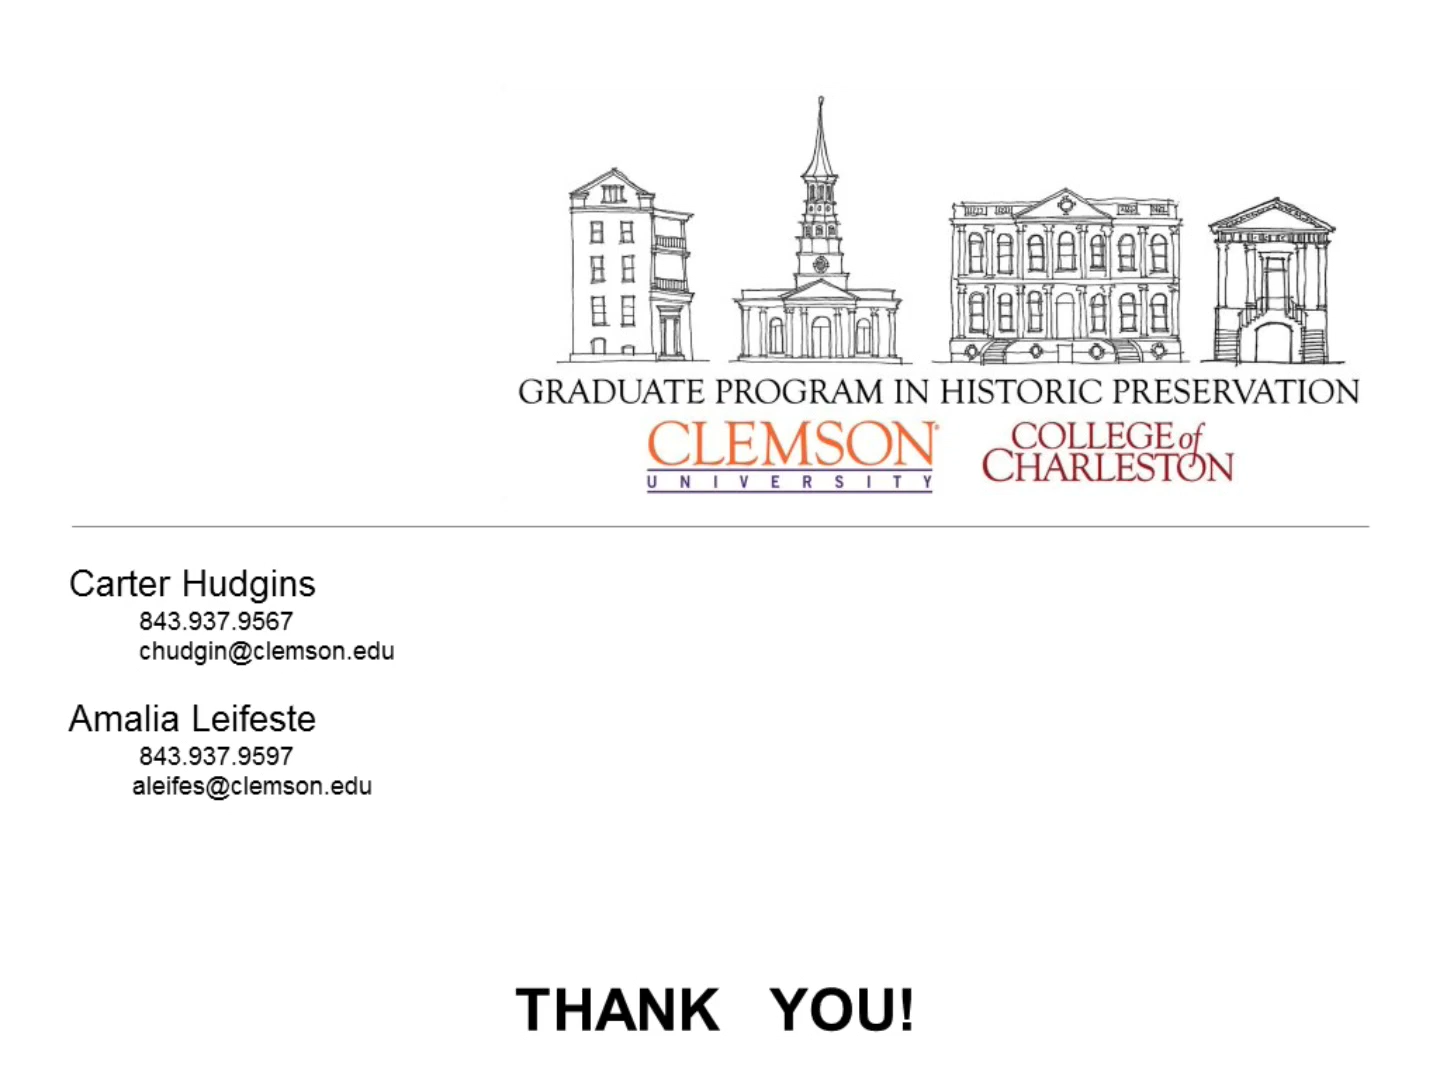 GRADUATE PROGRAM IN HISTORIC PRESERVATION
CLEMSON®
UNIVERSITY
COLLEGE of
CHARLESTON
Carter Hudgins
843.937.9567
chudgin@clemson.edu
Amalia Leifeste
843.937.9597
aleifes@clemson.edu
THANK YOU!